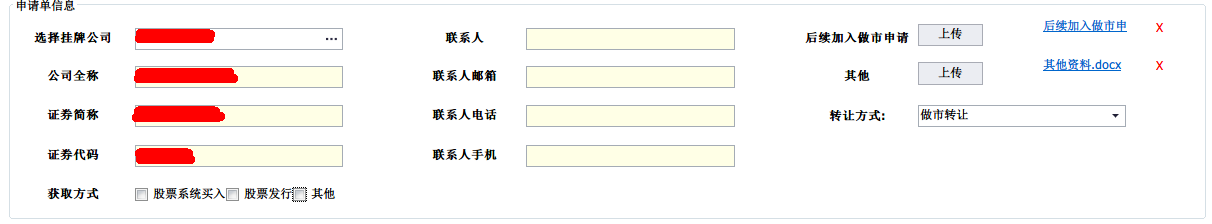 申请单信息
选择挂牌公司 ...
联系人
后续加入做市申请 上传 后续加入做市申 X
公司全称
联系人邮箱
其他 上传 其他资料.docx X
证券简称
联系人电话
转让方式: 做市转让
证券代码
联系人手机
获取方式 股票系统买入 股票发行 其他